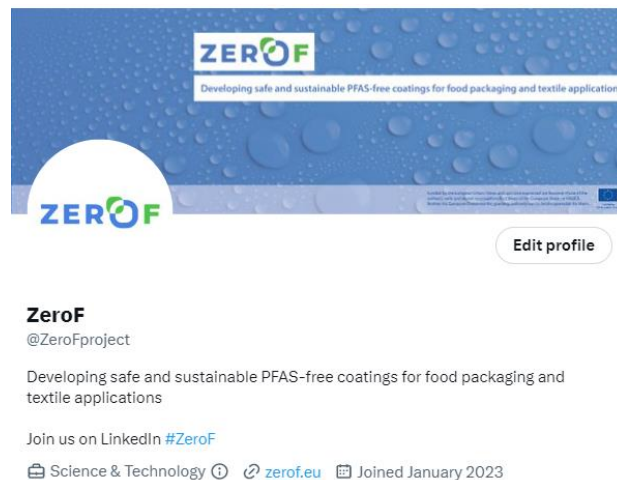 ZEROF
Developing safe and sustainable PFAS-free coatings for food packaging and textile application
ZEROF
Edit profile
ZeroF
@ZeroFproject
Developing safe and sustainable PFAS-free coatings for food packaging and
textile applications
Join us on LinkedIn #ZeroF
Science & Technology zerof.eu Joined January 2023